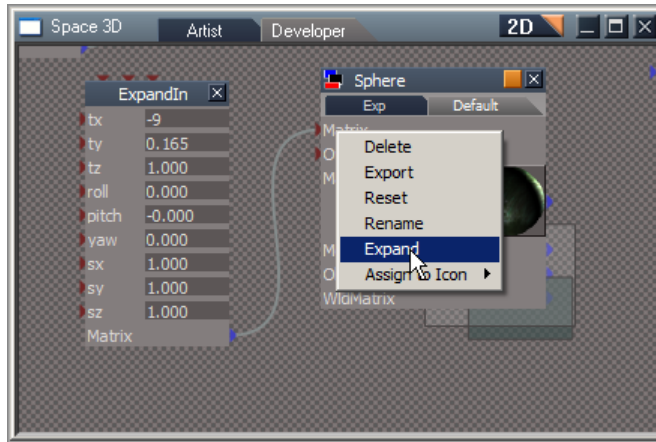 Space 3D
Artist
Developer
2D
ExpandIn
tx -9
ty 0.165
tz 1.000
roll 0.000
pitch -0.000
yaw 0.000
sx 1.000
sy 1.000
sz 1.000
Matrix
Sphere
Exp
Default
Matrix
O
M
M
O
WldMatrix
Delete
Export
Reset
Rename
Expand
Assign to Icon